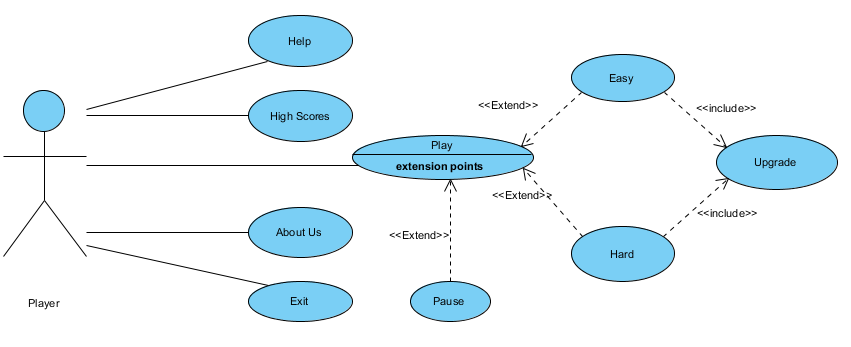 Help
High Scores
Play
extension points
About Us
Exit
Player
Pause
<<Extend>>
<<Extend>>
<<Extend>>
Easy
Hard
<<include>>
<<include>>
Upgrade